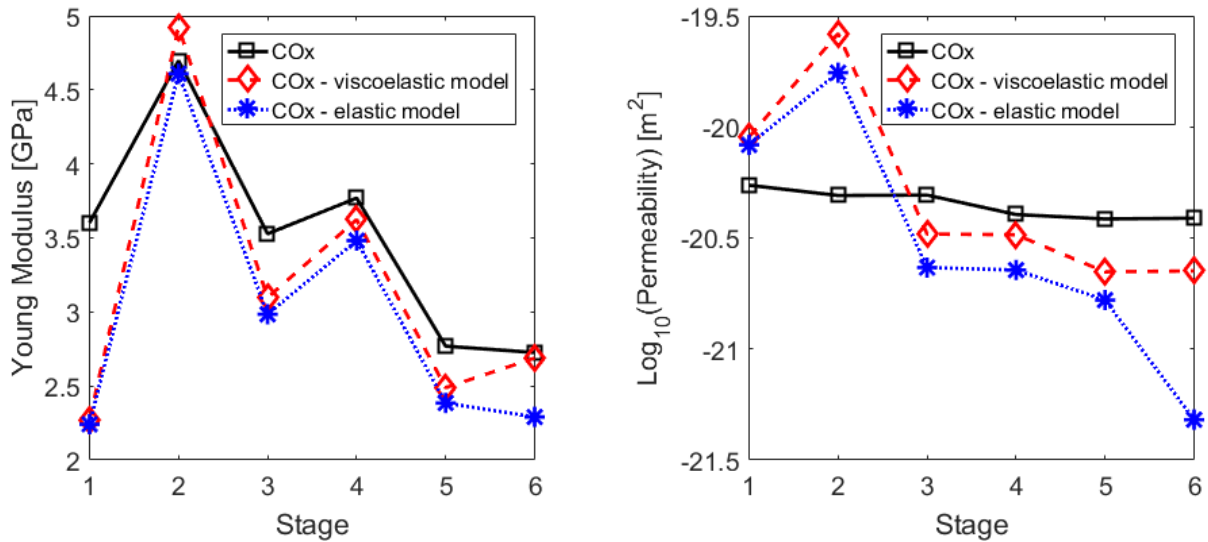 5
4.5
4
3.5
3
2.5
2
Young Modulus [GPa]
COx
COx - viscoelastic model
COx - elastic model
1 2 3 4 5 6
Stage
-19.5
-20
-20.5
-21
-21.5
Log10(Permeability) [m2]
COx
COx - viscoelastic model
COx - elastic model
1 2 3 4 5 6
Stage